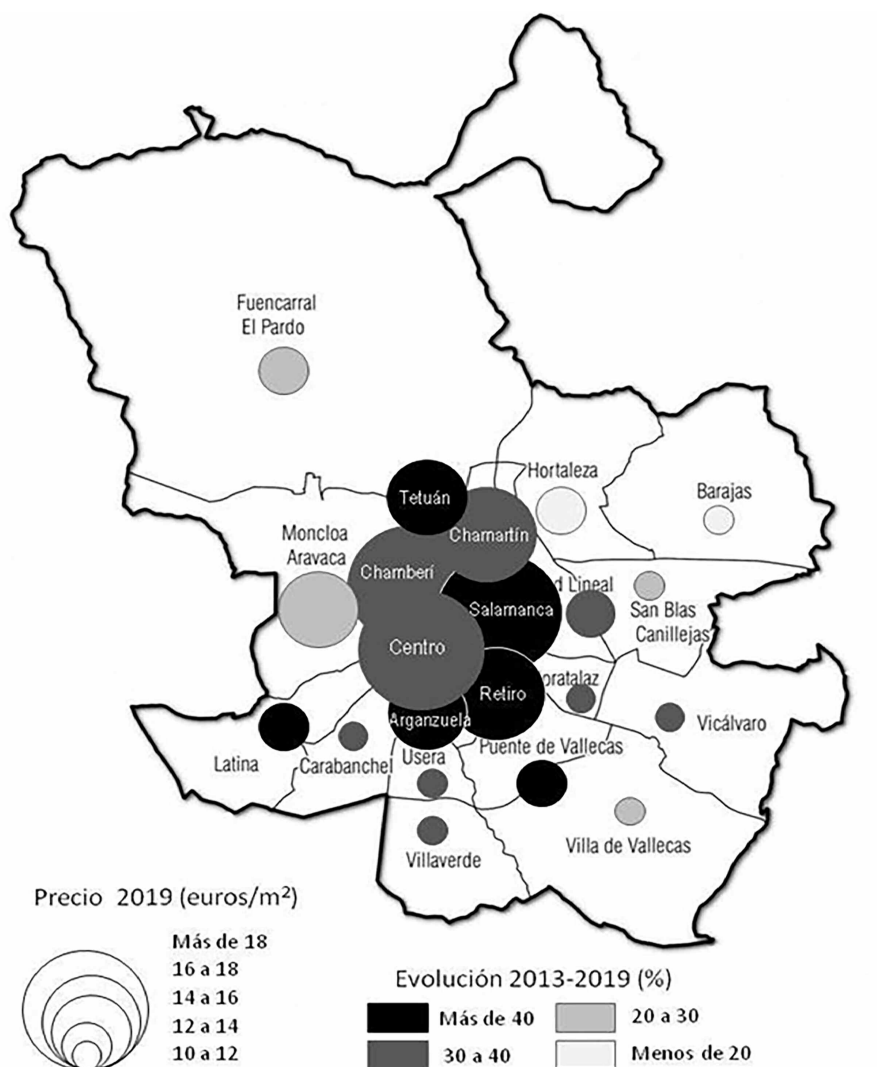 Fuencarral
El Pardo
Hortaleza
Barajas
Tetuán
Chamartín
Moncloa
Aravaca
Chamberí
d Lineal
San Blas
Canillejas
Salamanca
Centro
Retiro
oratalaz
Arganzuela
Vicálvaro
Latina
Carabanchel
Usera
Puente de Vallecas
Villaverde
Villa de Vallecas
Precio 2019 (euros/m²)
Más de 18
16 a 18
14 a 16
12 a 14
10 a 12
Evolución 2013-2019 (%)
Más de 40
20 a 30
30 a 40
Menos de 20